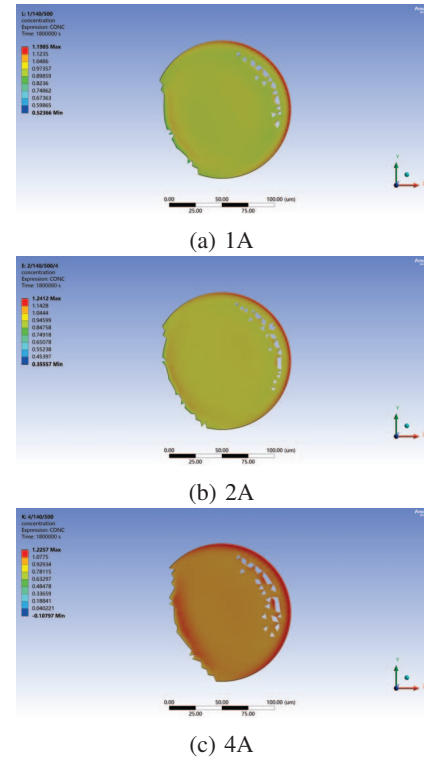 L: 1/140/500
concentration
Expression: CONC
Time: 1800000 s
1.1985 Max
1.1235
1.0486
0.97357
0.89859
0.8236
0.74862
0.67363
0.59865
0.52366 Min
Y
X
0.00 50.00 100.00 (um)
25.00 75.00
(a) 1A
E: 2/140/500/4
concentration
Expression: CONC
Time: 1800000 s
1.2412 Max
1.1428
1.0444
0.94599
0.84758
0.74918
0.65078
0.55238
0.45397
0.35557 Min
Y
0.00 50.00 100.00 (um)
25.00 75.00
(b) 2A
K: 4/140/500
concentration
Expression: CONC
Time: 1800000 s
1.2257 Max
1.0775
0.92934
0.78115
0.63297
0.48478
0.33659
0.18841
0.040221
-0.10797 Min
Y
0.00 50.00 100.00 (um)
25.00 75.00
(c) 4A